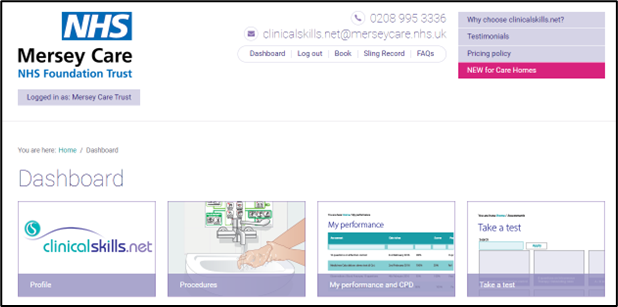 NHS
Mersey Care
NHS Foundation Trust
Logged in as: Mersey Care Trust
0208 995 3336
clinicalskills.net@merseycare.nhs.uk
Dashboard
Log out
Book
Sling Record
FAQs
Why choose clinicalskills.net?
Testimonials
Pricing policy
NEW for Care Homes
You are here: Home / Dashboard
Dashboard
clinicalskills.net
Profile
Procedures
My performance
My performance and CPD
Take a test
Take a test